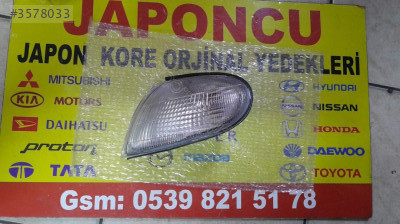 #3578033
JAPONCU
JAPON KORE ORJİNAL YEDEKLERİ
MITSUBISHI
HYUNDAI
KIA MOTORS
NISSAN
DAIHATSU
HONDA
proton
DAEWOO
TATA
mazda
TOYOTA
Gsm: 0539 821 51 78